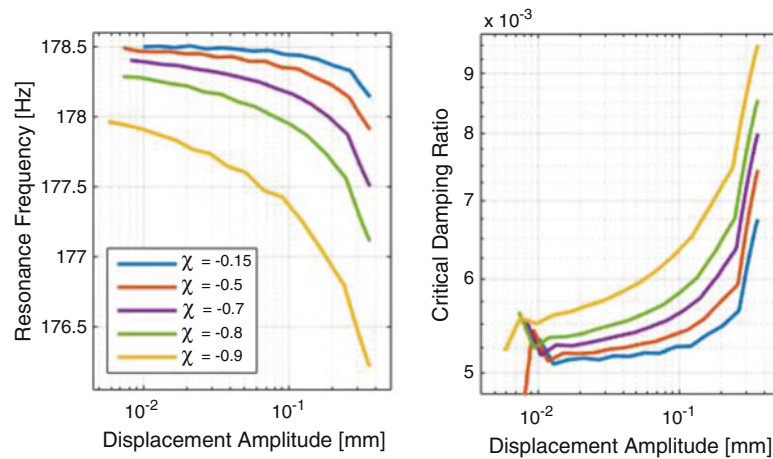 178.5
178
177.5
177
176.5
Resonance Frequency [Hz]
χ = -0.15
χ = -0.5
χ = -0.7
χ = -0.8
χ = -0.9
10⁻²
10⁻¹
Displacement Amplitude [mm]
x 10⁻³
9
8
7
6
5
Critical Damping Ratio
10⁻²
10⁻¹
Displacement Amplitude [mm]